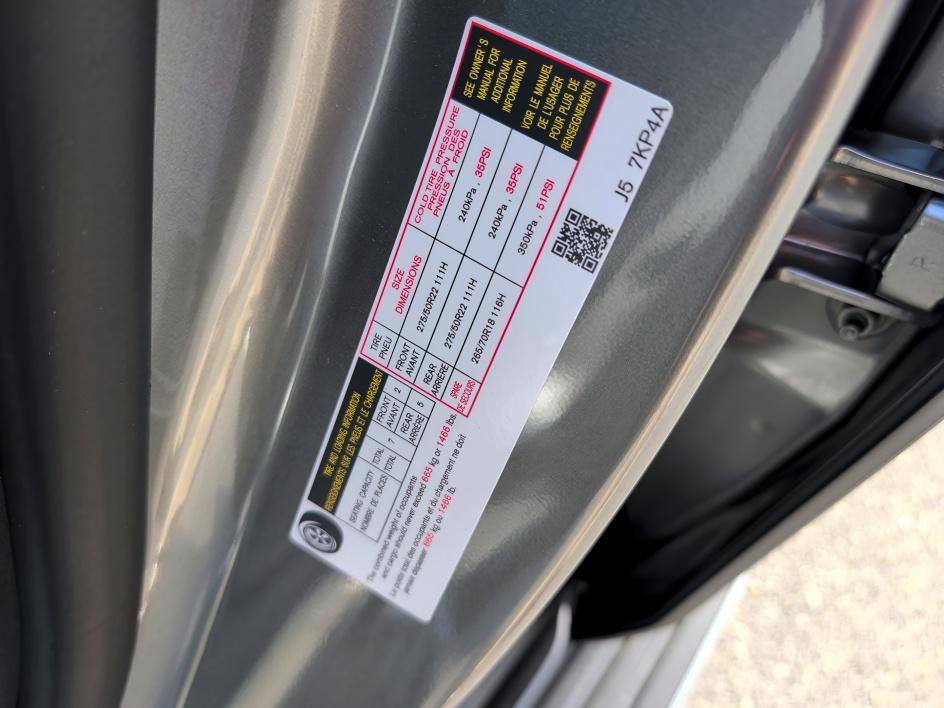 TIRE AND LOADING INFORMATION
RENSEIGNEMENTS SUR LES PNEUS ET LE CHARGEMENT
SEATING CAPACITY
NOMBRE DE PLACES
TOTAL
TOTAL
7
FRONT
AVANT
2
REAR
ARRIÈRE
5
The combined weight of occupants
and cargo should never exceed 665 kg or 1466 lbs.
Le poids total des occupants et du chargement ne doit
jamais dépasser 665 kg ou 1466 lb.
TIRE
PNEU
SIZE
DIMENSIONS
COLD TIRE PRESSURE
PRESSION DES
PNEUS À FROID
FRONT
AVANT
275/50R22 111H
240kPa , 35PSI
REAR
ARRIÈRE
275/50R22 111H
240kPa , 35PSI
SPARE
DE SECOURS
265/70R18 116H
350kPa , 51PSI
SEE OWNER'S
MANUAL FOR
ADDITIONAL
INFORMATION
VOIR LE MANUEL
DE L'USAGER
POUR PLUS DE
RENSEIGNEMENTS
J5 7KP4A
R